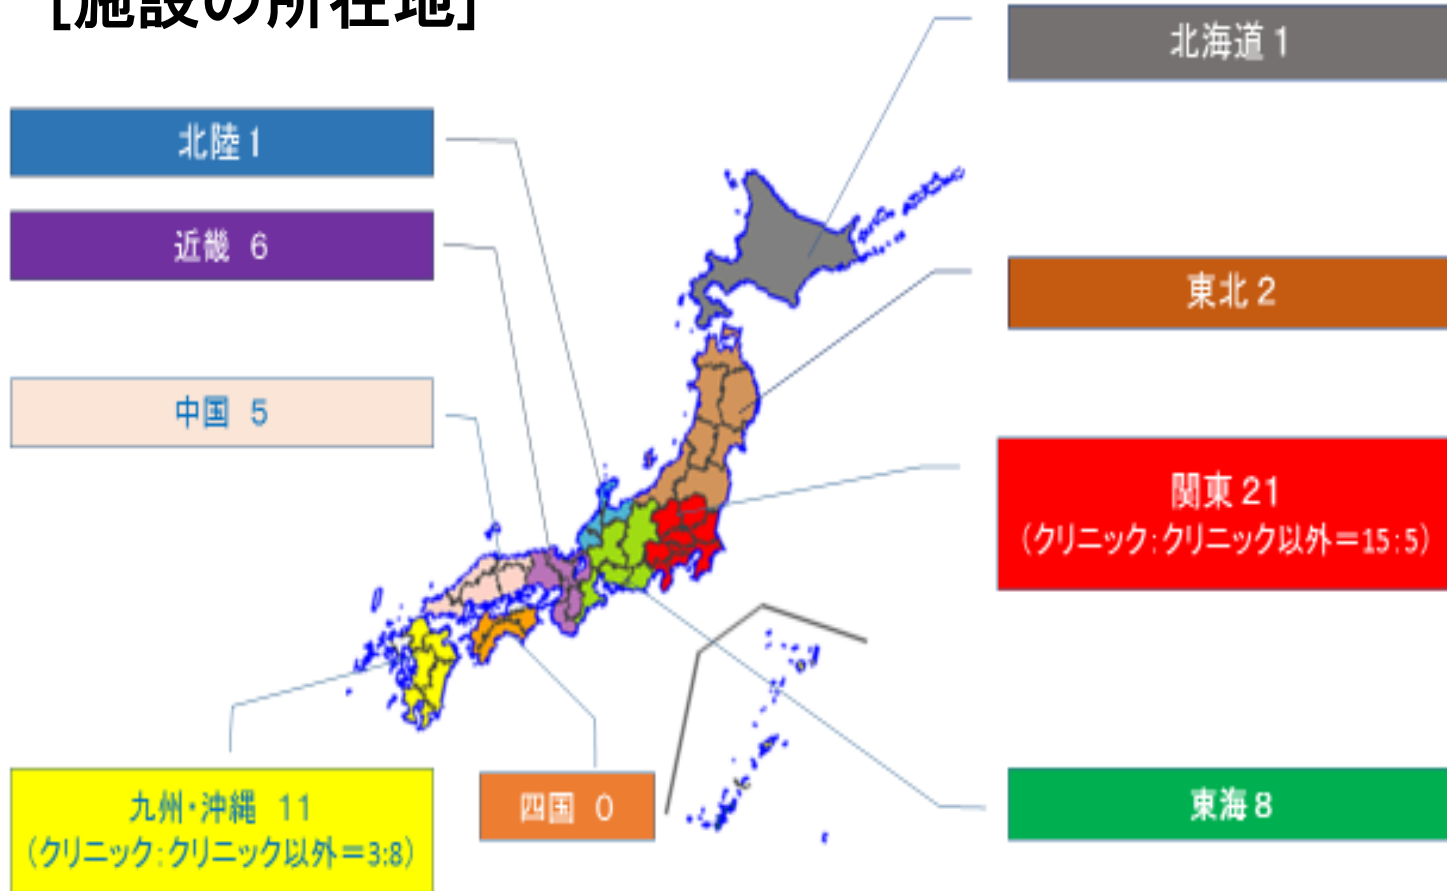 [施設の所在地]
北海道 1
北陸 1
近畿 6
東北 2
中国 5
関東 21
(クリニック:クリニック以外=15:5)
九州・沖縄 11
(クリニック:クリニック以外=3:8)
四国 0
東海 8